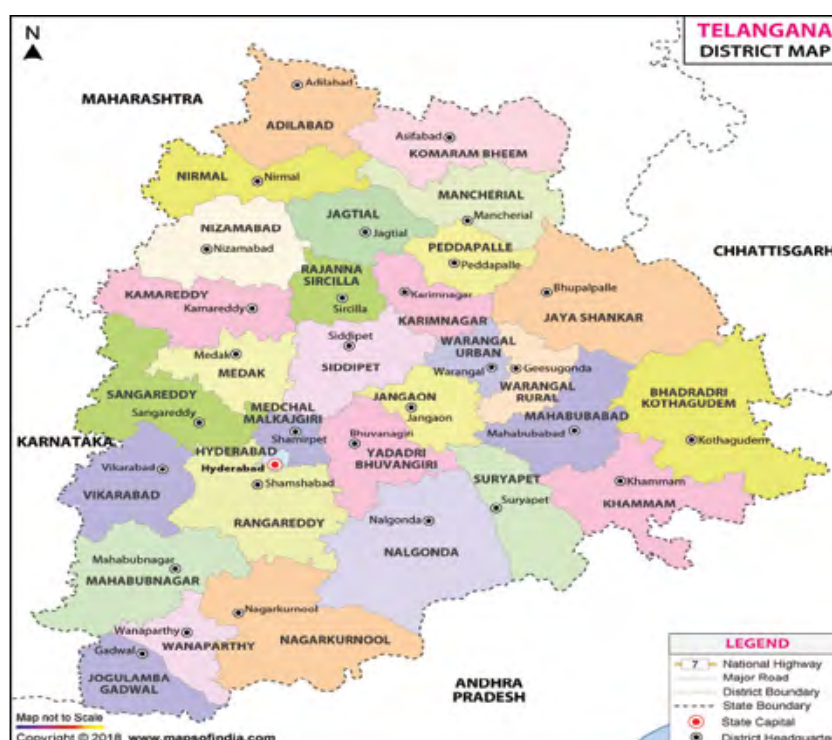 N
TELANGANA
DISTRICT MAP
MAHARASHTRA
Adilabad
ADILABAD
Asifabad
KOMARAM BHEEM
NIRMAL
Nirmal
MANCHERIAL
Mancherial
JAGTIAL
Jagtial
NIZAMABAD
Nizamabad
PEDDAPALLE
Peddapalle
CHHATTISGARH
RAJANNA
SIRCILLA
Sircilla
KAMAREDDY
Kamareddy
Karimnagar
KARIMNAGAR
Bhupalpalle
JAYA SHANKAR
Siddipet
SIDDIPET
WARANGAL
URBAN
Warangal
Medak
MEDAK
Geesugonda
WARANGAL
RURAL
SANGAREDDY
Sangareddy
MEDCHAL
MALKAJGIRI
Shamirpet
JANGAON
Jangaon
MAHABUBABAD
Mahabubabad
BHADRADRI
KOTHAGUDEM
Kothagudem
KARNATAKA
HYDERABAD
Hyderabad
Bhuvanagiri
YADADRI
BHUVANGIRI
Vikarabad
VIKARABAD
Shamshabad
RANGAREDDY
SURYAPET
Suryapet
Khammam
KHAMMAM
Nalgonda
NALGONDA
Mahabubnagar
MAHABUBNAGAR
Nagarkurnool
NAGARKURNOOL
Wanaparthy
WANAPARTHY
Gadwal
JOGULAMBA
GADWAL
ANDHRA
PRADESH
LEGEND
7 National Highway
Major Road
District Boundary
State Boundary
State Capital
District Headquarte
Map not to Scale
Copyright © 2018 www.mapsofindia.com